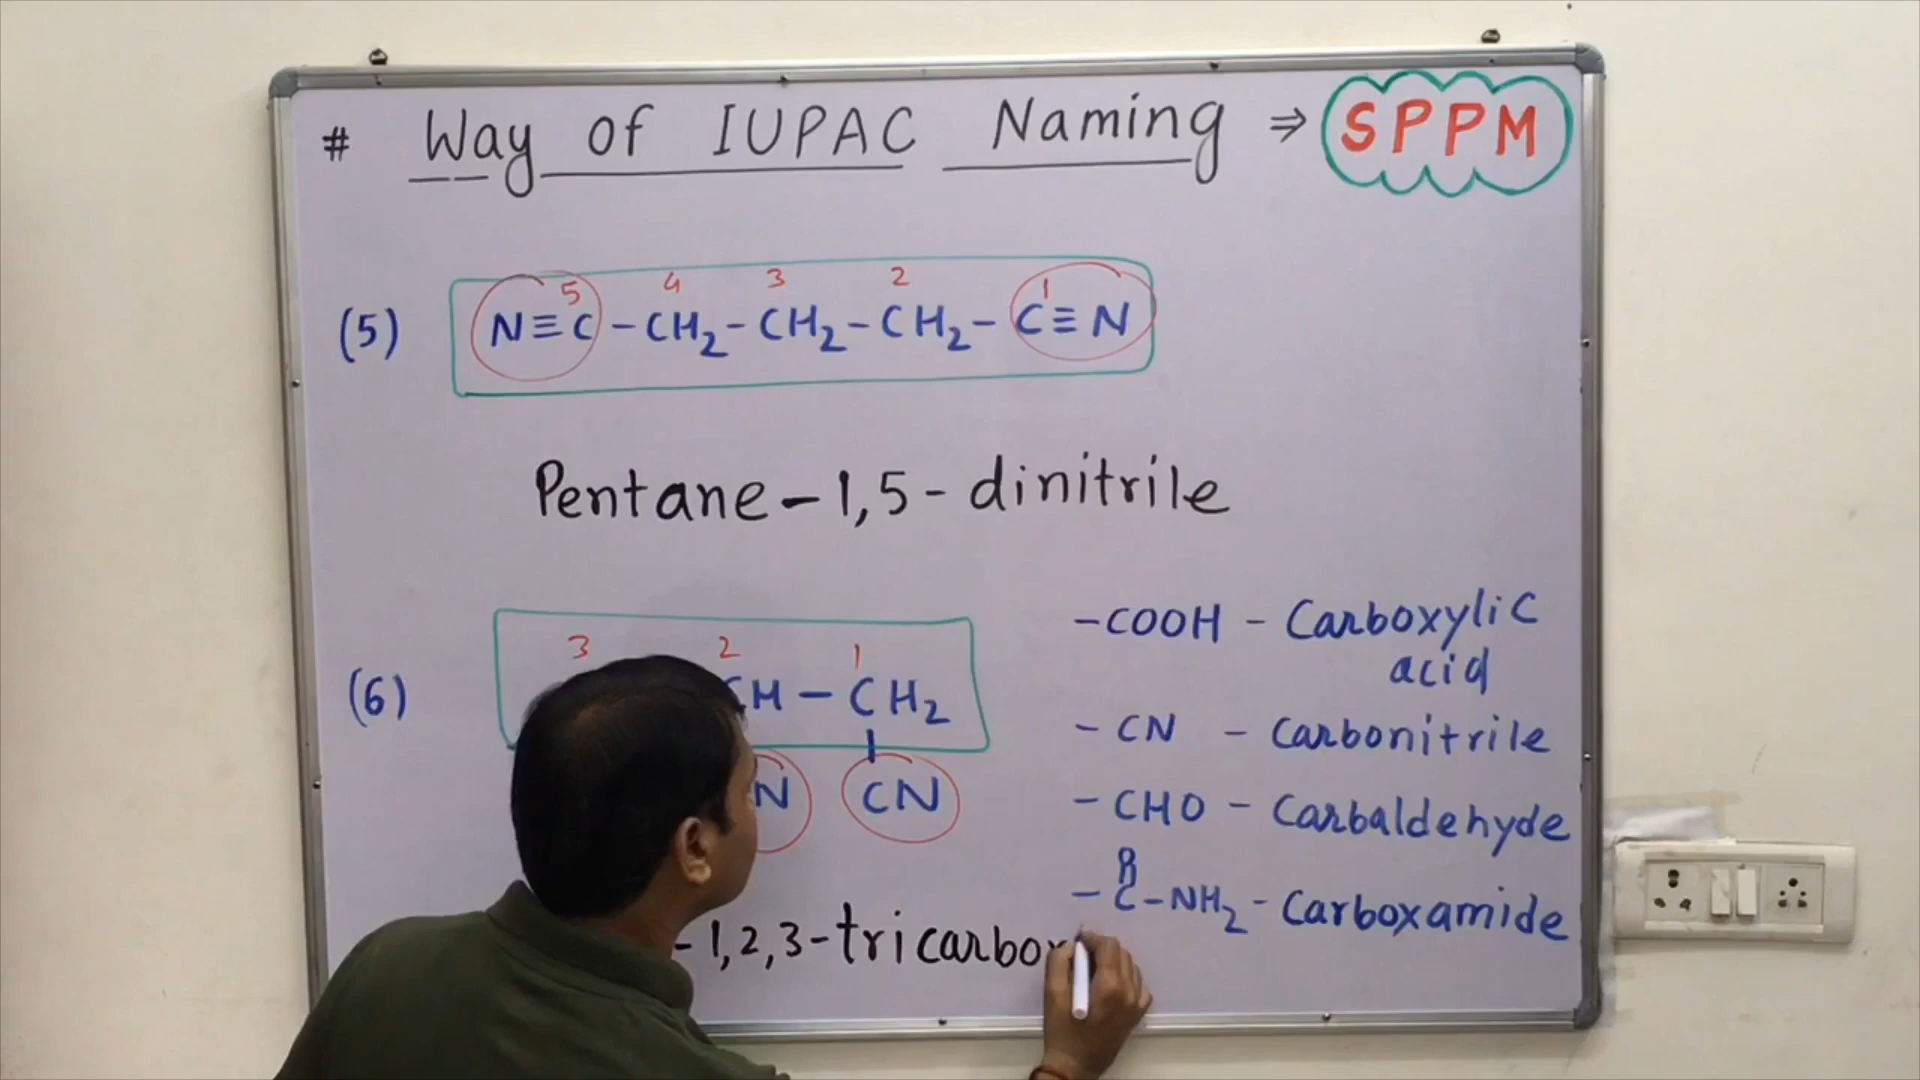 # Way of IUPAC Naming ⇒ SPPM
5 4 3 2 1
(5) N≡C-CH₂-CH₂-CH₂-C≡N
Pentane-1,5-dinitrile
3 2 1
(6) CH-CH₂
N CN
-1,2,3-tricarbo
-COOH - Carboxylic
acid
-CN - Carbonitrile
-CHO - Carbaldehyde
-C-NH₂ - Carboxamide